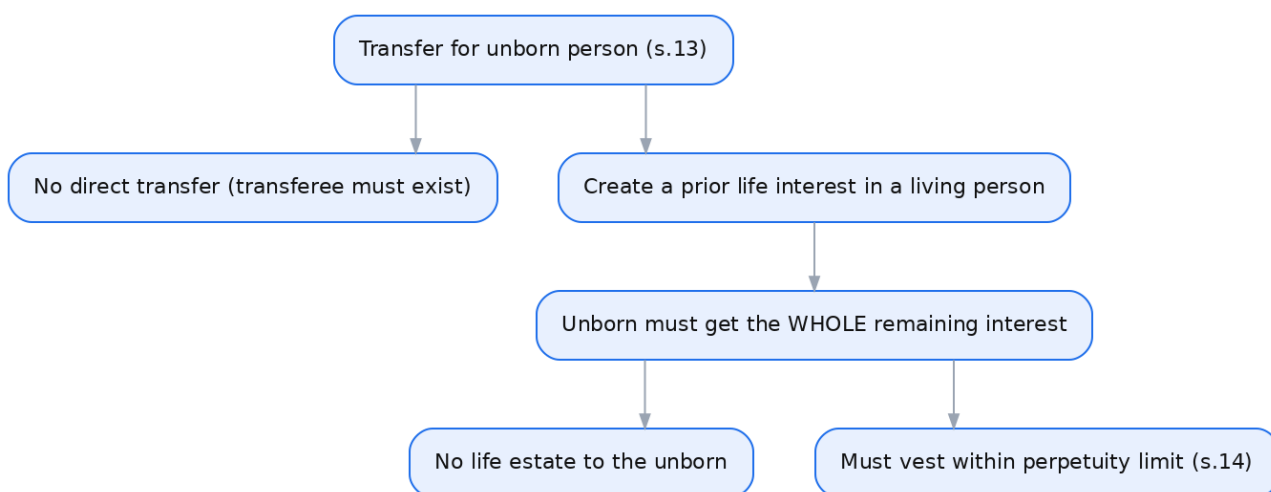 Transfer for unborn person (s.13)
No direct transfer (transferee must exist)
Create a prior life interest in a living person
Unborn must get the WHOLE remaining interest
No life estate to the unborn
Must vest within perpetuity limit (s.14)